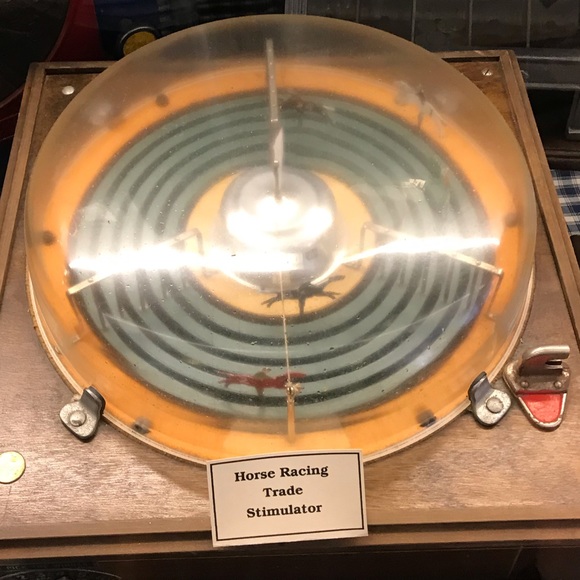 Horse Racing
Trade
Stimulator